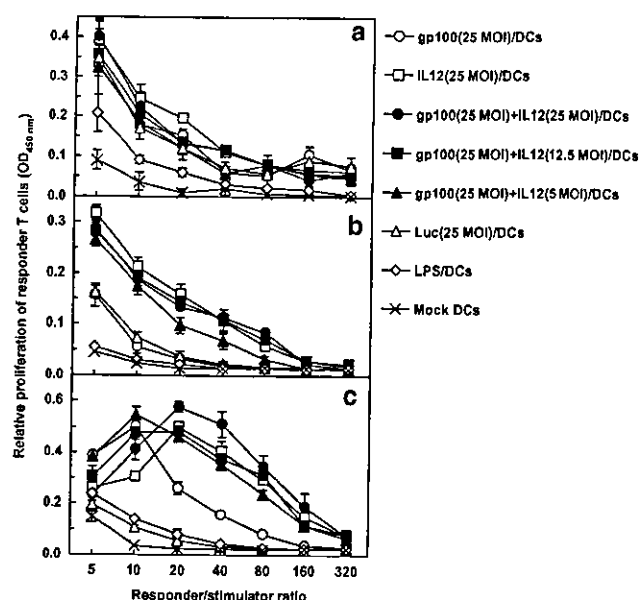 a
0.4
0.3
0.2
0.1
0.0
b
0.3
0.2
0.1
0.0
c
0.6
0.4
0.2
0.0
5 10 20 40 80 160 320
Responder/stimulator ratio
Relative proliferation of responder T cells (OD450 nm)
gp100(25 MOI)/DCs
IL12(25 MOI)/DCs
gp100(25 MOI)+IL12(25 MOI)/DCs
gp100(25 MOI)+IL12(12.5 MOI)/DCs
gp100(25 MOI)+IL12(5 MOI)/DCs
Luc(25 MOI)/DCs
LPS/DCs
Mock DCs